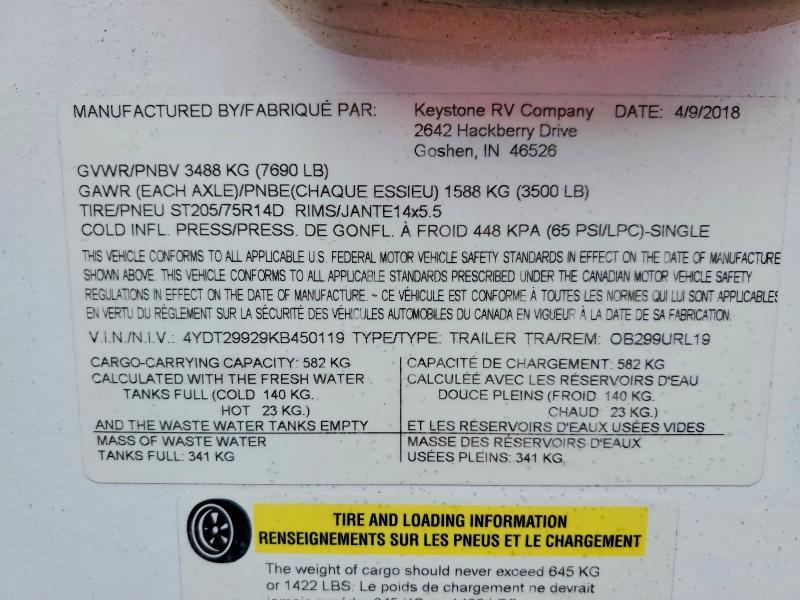 MANUFACTURED BY/FABRIQUÉ PAR: Keystone RV Company DATE: 4/9/2018
2642 Hackberry Drive
Goshen, IN 46526
GVWR/PNBV 3488 KG (7690 LB)
GAWR (EACH AXLE)/PNBE(CHAQUE ESSIEU) 1588 KG (3500 LB)
TIRE/PNEU ST205/75R14D RIMS/JANTE14x5.5
COLD INFL. PRESS/PRESS. DE GONFL. À FROID 448 KPA (65 PSI/LPC)-SINGLE
THIS VEHICLE CONFORMS TO ALL APPLICABLE U.S. FEDERAL MOTOR VEHICLE SAFETY STANDARDS IN EFFECT ON THE DATE OF MANUFACTURE
SHOWN ABOVE. THIS VEHICLE CONFORMS TO ALL APPLICABLE STANDARDS PRESCRIBED UNDER THE CANADIAN MOTOR VEHICLE SAFETY
REGULATIONS IN EFFECT ON THE DATE OF MANUFACTURE. ~ CE VÉHICULE EST CONFORME À TOUTES LES NORMES QUI LUI SONT APPLICABLES
EN VERTU DU RÈGLEMENT SUR LA SÉCURITÉ DES VÉHICULES AUTOMOBILES DU CANADA EN VIGUEUR À LA DATE DE SA FABRICATION.
V.I.N./N.I.V.: 4YDT29929KB450119 TYPE/TYPE: TRAILER TRA/REM: OB299URL19
CARGO-CARRYING CAPACITY: 582 KG
CALCULATED WITH THE FRESH WATER
TANKS FULL (COLD 140 KG.
HOT 23 KG.)
AND THE WASTE WATER TANKS EMPTY
MASS OF WASTE WATER
TANKS FULL: 341 KG
CAPACITÉ DE CHARGEMENT: 582 KG
CALCULÉE AVEC LES RÉSERVOIRS D'EAU
DOUCE PLEINS (FROID 140 KG.
CHAUD 23 KG.)
ET LES RÉSERVOIRS D'EAUX USÉES VIDES
MASSE DES RÉSERVOIRS D'EAUX
USÉES PLEINS: 341 KG.
TIRE AND LOADING INFORMATION
RENSEIGNEMENTS SUR LES PNEUS ET LE CHARGEMENT
The weight of cargo should never exceed 645 KG
or 1422 LBS. Le poids de chargement ne devrait